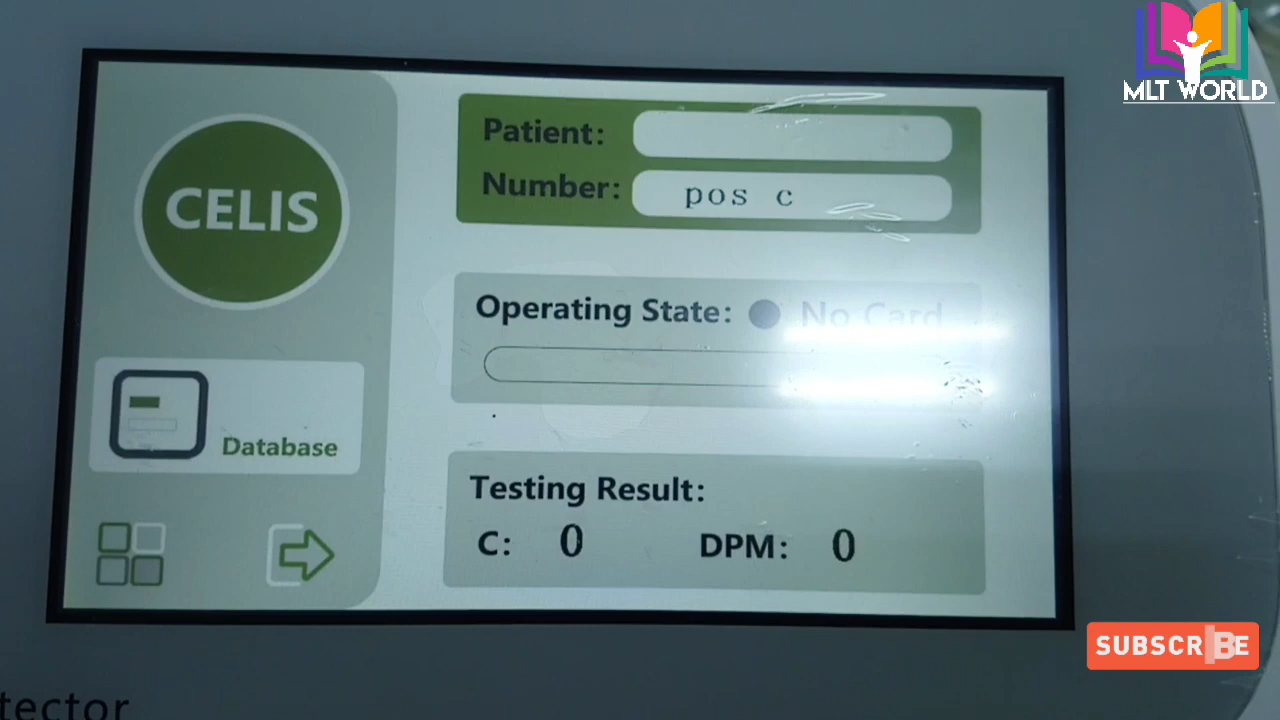 MLT WORLD
CELIS
Patient:
Number: pos c
Operating State: No Card
Database
Testing Result:
C: 0 DPM: 0
tector
SUBSCRIBE